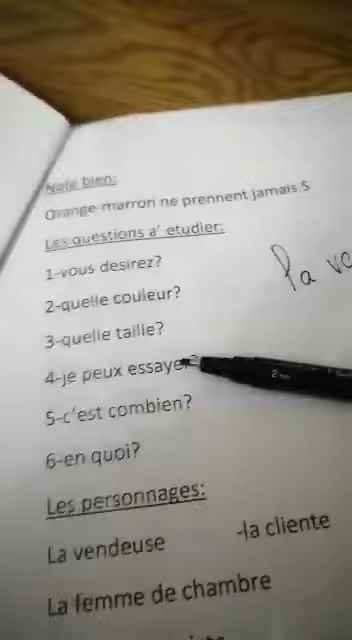 Note bien:
Orange-marron ne prennent jamais S
Les questions a' etudier:
1-vous desirez?
2-quelle couleur?
3-quelle taille?
4-je peux essayer?
5-c'est combien?
6-en quoi?
Les personnages:
La vendeuse -la cliente
La femme de chambre